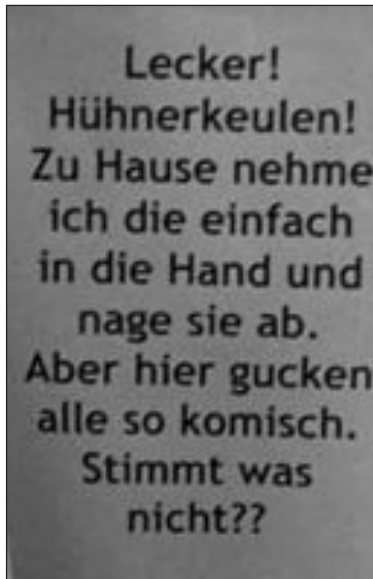 Lecker!
Hühnerkeulen!
Zu Hause nehme
ich die einfach
in die Hand und
nage sie ab.
Aber hier gucken
alle so komisch.
Stimmt was
nicht??